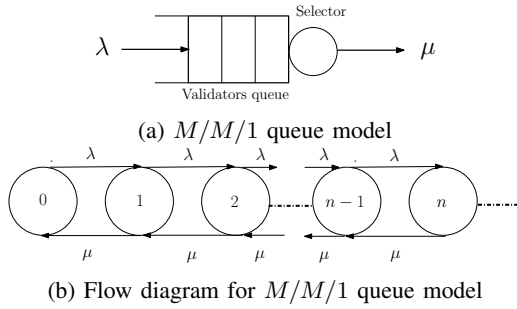 Selector
λ
μ
Validators queue
(a) M/M/1 queue model
λ λ λ λ λ
0 1 2 n − 1 n
μ μ μ μ μ
(b) Flow diagram for M/M/1 queue model